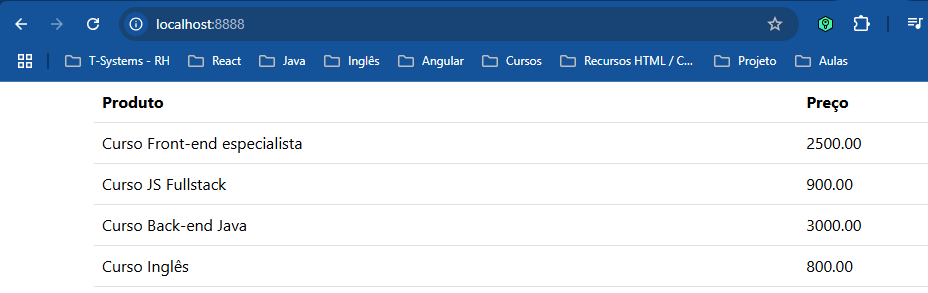 localhost:8888
T-Systems - RH React Java Inglês Angular Cursos Recursos HTML / C... Projeto Aulas
Produto Preço
Curso Front-end especialista 2500.00
Curso JS Fullstack 900.00
Curso Back-end Java 3000.00
Curso Inglês 800.00